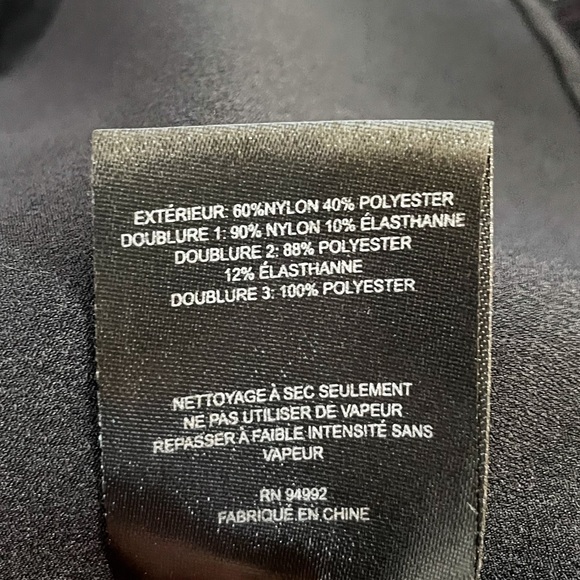 EXTÉRIEUR: 60%NYLON 40% POLYESTER
DOUBLURE 1: 90% NYLON 10% ÉLASTHANNE
DOUBLURE 2: 88% POLYESTER
12% ÉLASTHANNE
DOUBLURE 3: 100% POLYESTER
NETTOYAGE À SEC SEULEMENT
NE PAS UTILISER DE VAPEUR
REPASSER À FAIBLE INTENSITÉ SANS
VAPEUR
RN 94992
FABRIQUÉ EN CHINE